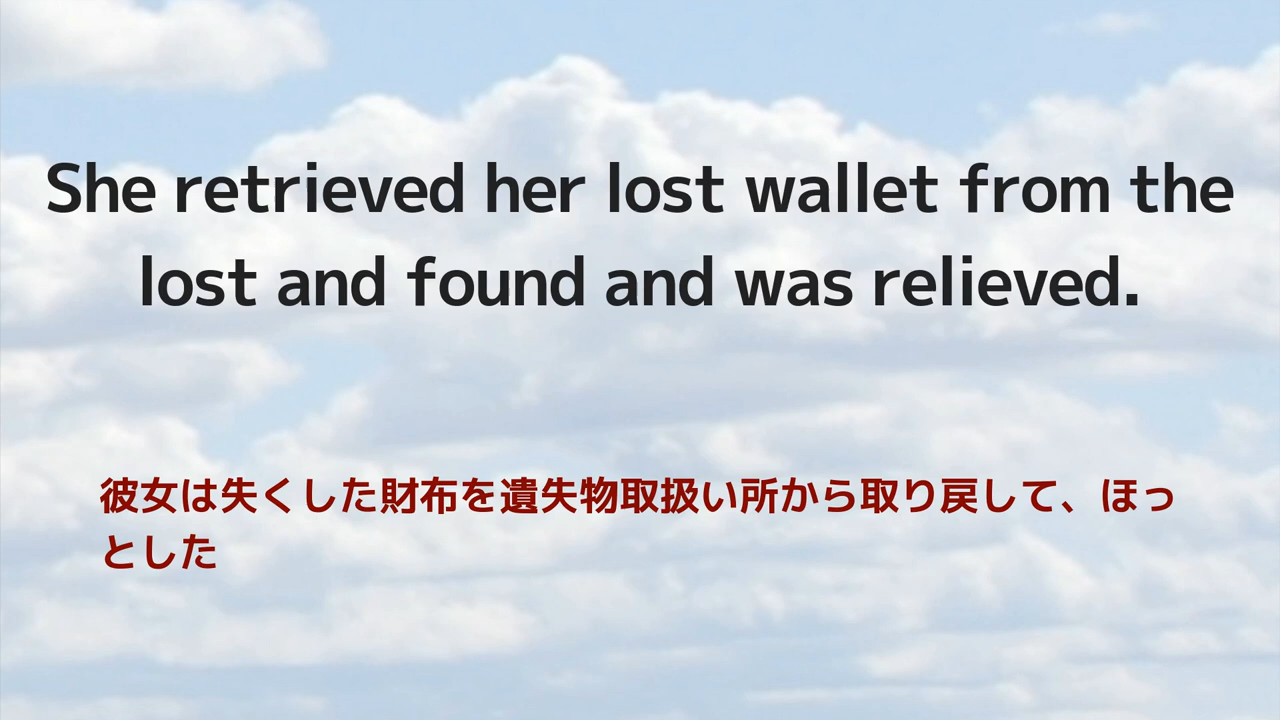 She retrieved her lost wallet from the
lost and found and was relieved.
彼女は失くした財布を遺失物取扱い所から取り戻して、ほっ
とした